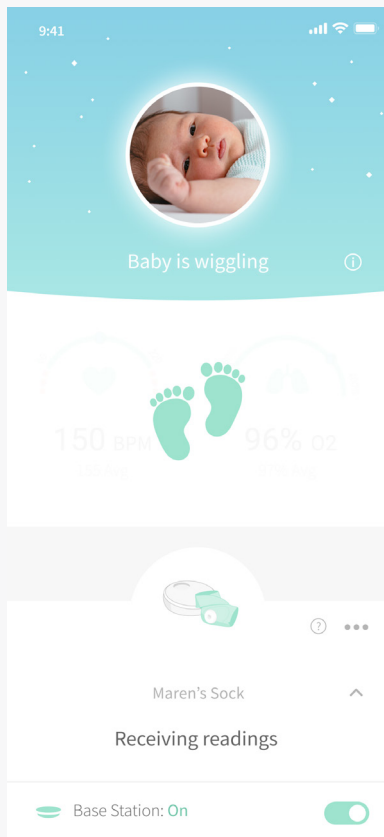 9:41
Baby is wiggling
150 BPM 96% O2
Maren's Sock
Receiving readings
Base Station: On